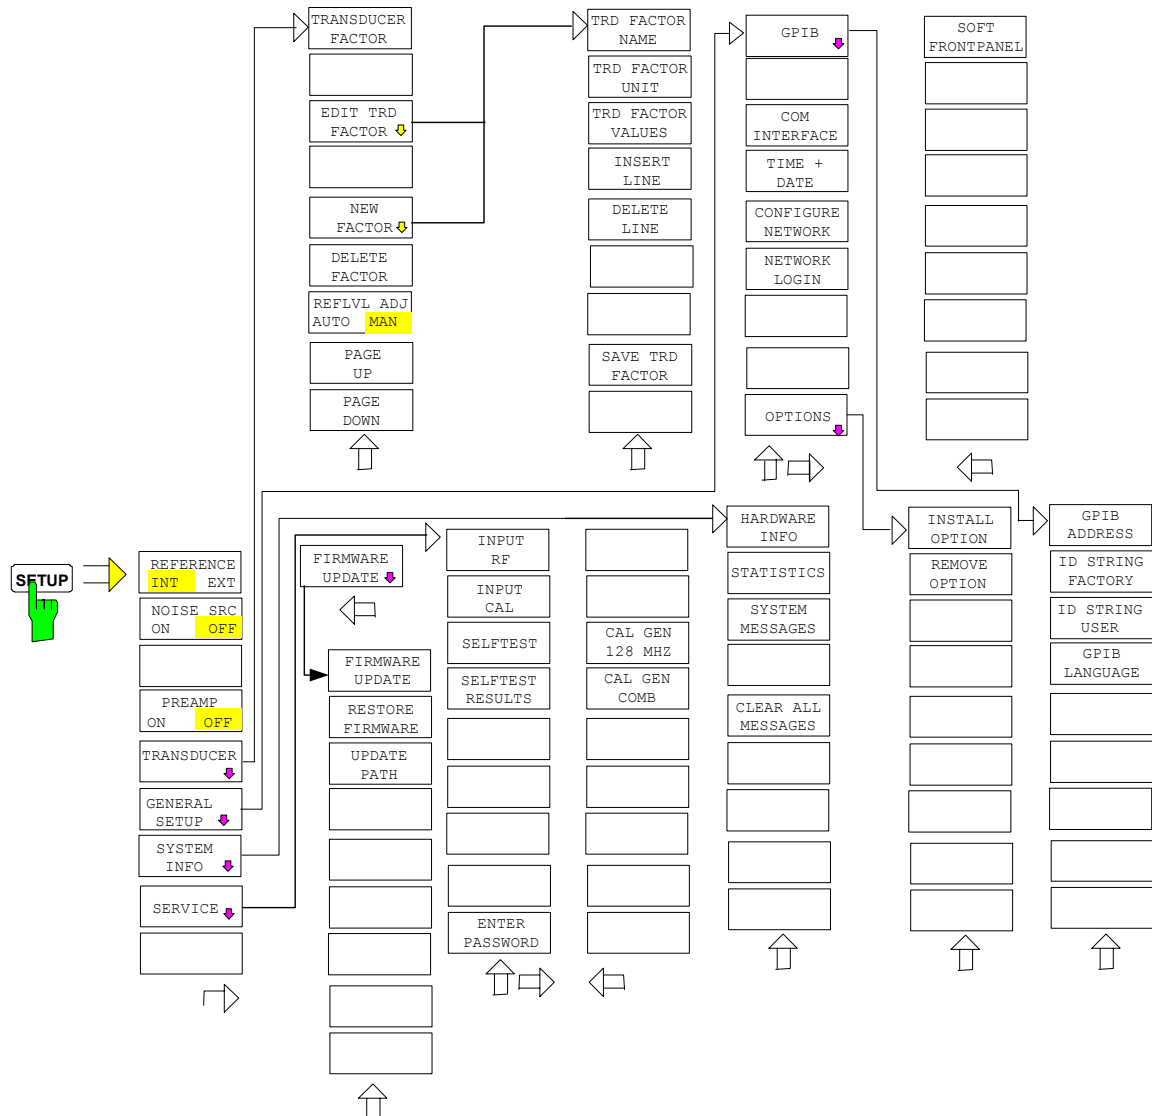 TRANSDUCER
FACTOR
EDIT TRD
FACTOR
NEW
FACTOR
DELETE
FACTOR
REFLVL ADJ
AUTO MAN
PAGE
UP
PAGE
DOWN
TRD FACTOR
NAME
TRD FACTOR
UNIT
TRD FACTOR
VALUES
INSERT
LINE
DELETE
LINE
SAVE TRD
FACTOR
GPIB
COM
INTERFACE
TIME +
DATE
CONFIGURE
NETWORK
NETWORK
LOGIN
OPTIONS
SOFT
FRONTPANEL
SETUP
REFERENCE
INT EXT
NOISE SRC
ON OFF
PREAMP
ON OFF
TRANSDUCER
GENERAL
SETUP
SYSTEM
INFO
SERVICE
FIRMWARE
UPDATE
FIRMWARE
UPDATE
RESTORE
FIRMWARE
UPDATE
PATH
INPUT
RF
INPUT
CAL
SELFTEST
SELFTEST
RESULTS
ENTER
PASSWORD
CAL GEN
128 MHZ
CAL GEN
COMB
HARDWARE
INFO
STATISTICS
SYSTEM
MESSAGES
CLEAR ALL
MESSAGES
INSTALL
OPTION
REMOVE
OPTION
GPIB
ADDRESS
ID STRING
FACTORY
ID STRING
USER
GPIB
LANGUAGE